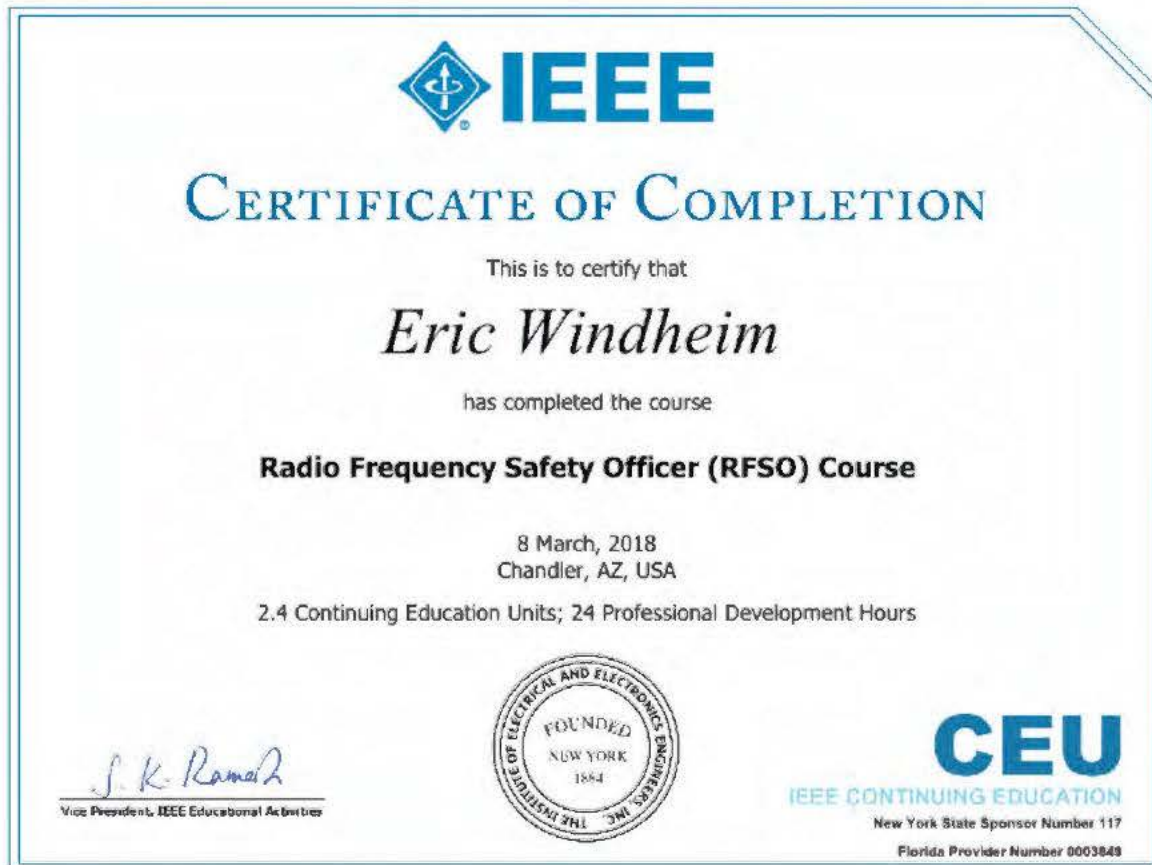 IEEE
CERTIFICATE OF COMPLETION
This is to certify that
Eric Windheim
has completed the course
Radio Frequency Safety Officer (RFSO) Course
8 March, 2018
Chandler, AZ, USA
2.4 Continuing Education Units; 24 Professional Development Hours
THE INSTITUTE OF ELECTRICAL AND ELECTRONICS ENGINEERS, INC.
FOUNDED
NEW YORK
1884
S. K. Ramesh
Vice President, IEEE Educational Activities
CEU
IEEE CONTINUING EDUCATION
New York State Sponsor Number 117
Florida Provider Number 0003849